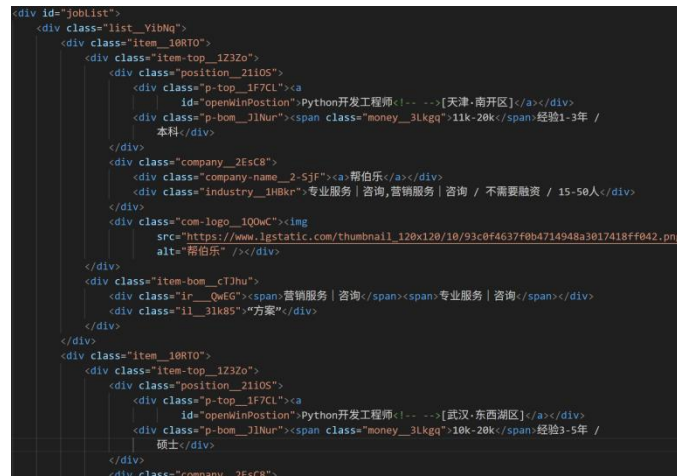 <div id="jobList">
<div class="list__YibNq">
<div class="item__10RTO">
<div class="item-top__1Z3Zo">
<div class="position__21iOS">
<div class="p-top__1F7CL"><a
id="openWinPostion">Python开发工程师<!-- -->[天津·南开区]</a></div>
<div class="p-bom__JlNur"><span class="money__3Lkgq">11k-20k</span>经验1-3年 /
本科</div>
</div>
<div class="company__2EsC8">
<div class="company-name__2-SjF"><a>帮伯乐</a></div>
<div class="industry__1HBkr">专业服务｜咨询,营销服务｜咨询 / 不需要融资 / 15-50人</div>
</div>
<div class="com-logo__1QOwC"><img
src="https://www.lgstatic.com/thumbnail_120x120/10/93c0f4637f0b4714948a3017418ff042.png
alt="帮伯乐" /></div>
</div>
<div class="item-bom__cTJhu">
<div class="ir___QwEG"><span>营销服务｜咨询</span><span>专业服务｜咨询</span></div>
<div class="il__3lk85">“方案”</div>
</div>
</div>
<div class="item__10RTO">
<div class="item-top__1Z3Zo">
<div class="position__21iOS">
<div class="p-top__1F7CL"><a
id="openWinPostion">Python开发工程师<!-- -->[武汉·东西湖区]</a></div>
<div class="p-bom__JlNur"><span class="money__3Lkgq">10k-20k</span>经验3-5年 /
硕士</div>
</div>
<div class="company__2EsC8">